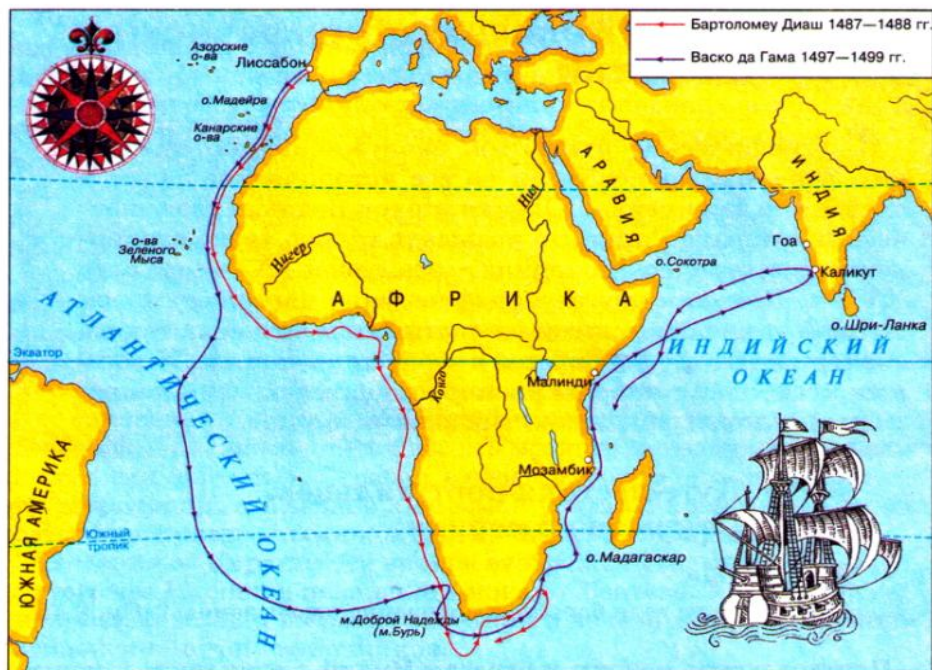 Бартоломеу Диаш 1487—1488 гг.
Васко да Гама 1497—1499 гг.
Азорские
о-ва
Лиссабон
о.Мадейра
Канарские
о-ва
о-ва
Зеленого
Мыса
Нигер
Нил
АРАВИЯ
ИНДИЯ
Гоа
о.Сокотра
Каликут
АФРИКА
о.Шри-Ланка
АТЛАНТИЧЕСКИЙ ОКЕАН
Экватор
ИНДИЙСКИЙ
ОКЕАН
Конго
Малинди
Мозамбик
ЮЖНАЯ АМЕРИКА
Южный
тропик
о.Мадагаскар
м.Доброй Надежды
(м.Бурь)